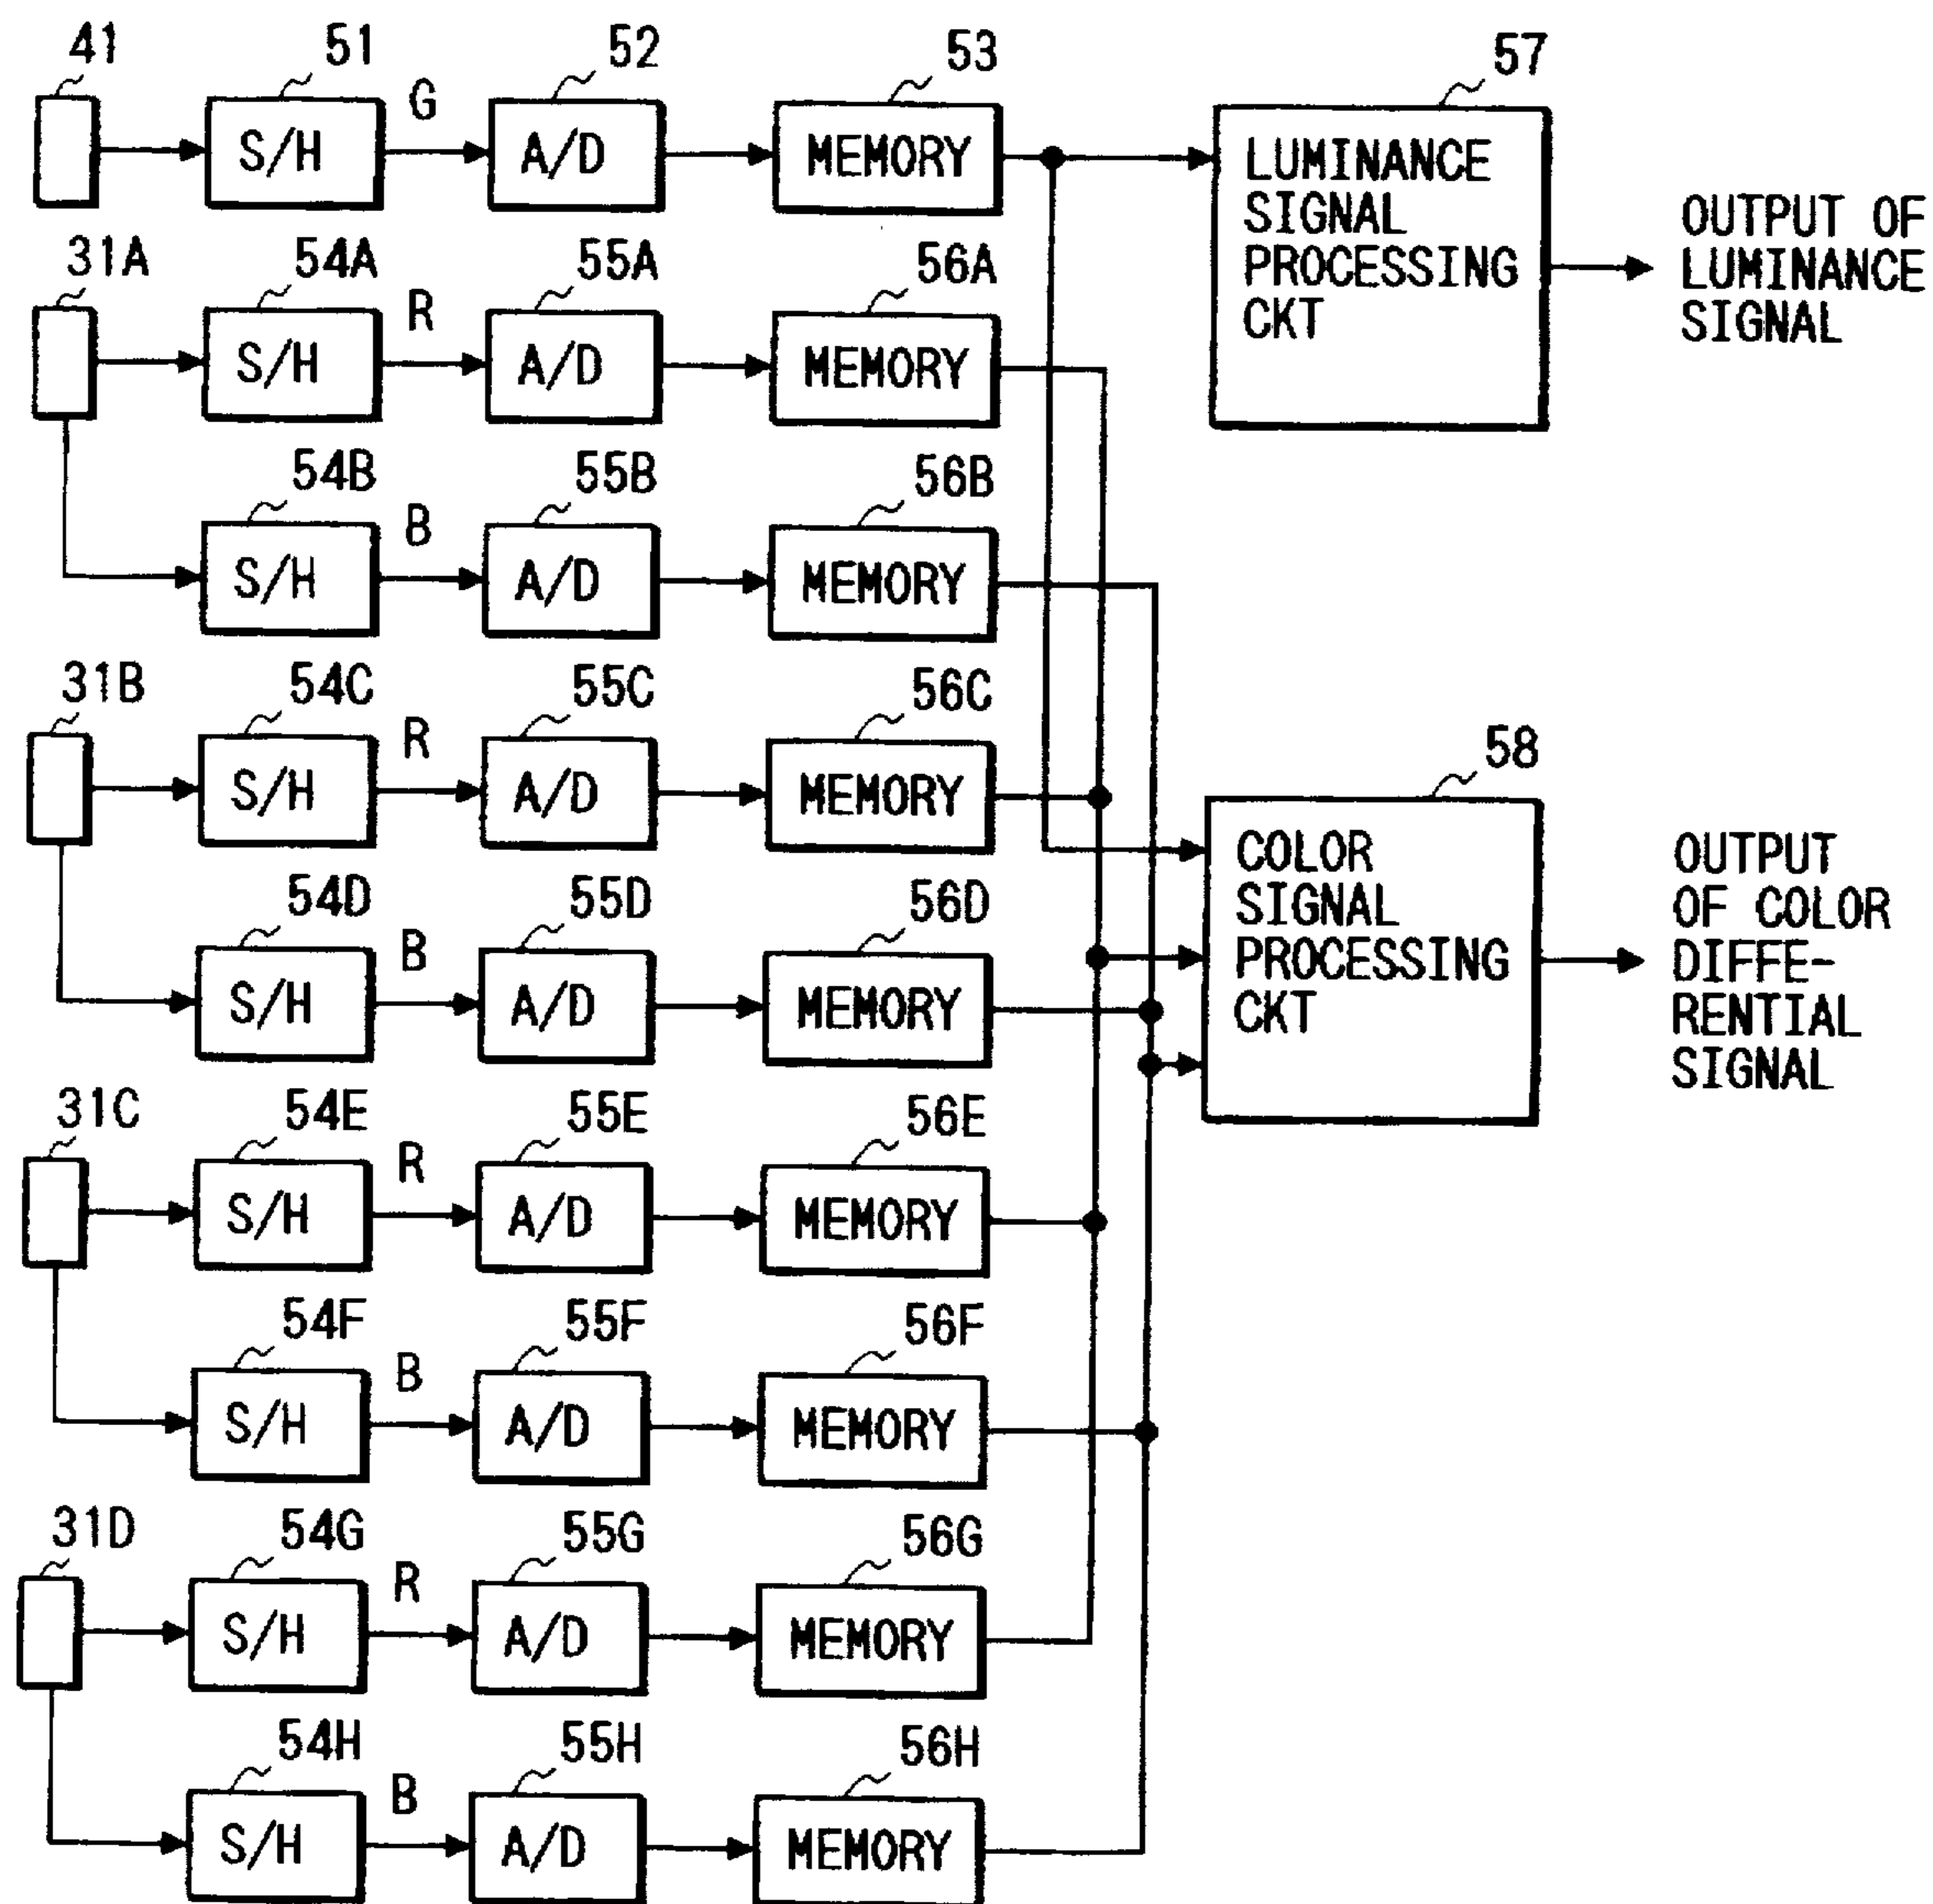 41 51 52 53 57
G
S/H A/D MEMORY
LUMINANCE
SIGNAL
PROCESSING
CKT
OUTPUT OF
LUMINANCE
SIGNAL
31A 54A 55A 56A
R
S/H A/D MEMORY
54B 55B 56B
B
S/H A/D MEMORY
31B 54C 55C 56C
R
S/H A/D MEMORY
58
COLOR
SIGNAL
PROCESSING
CKT
OUTPUT
OF COLOR
DIFFE-
RENTIAL
SIGNAL
54D 55D 56D
B
S/H A/D MEMORY
31C 54E 55E 56E
R
S/H A/D MEMORY
54F 55F 56F
B
S/H A/D MEMORY
31D 54G 55G 56G
R
S/H A/D MEMORY
54H 55H 56H
B
S/H A/D MEMORY